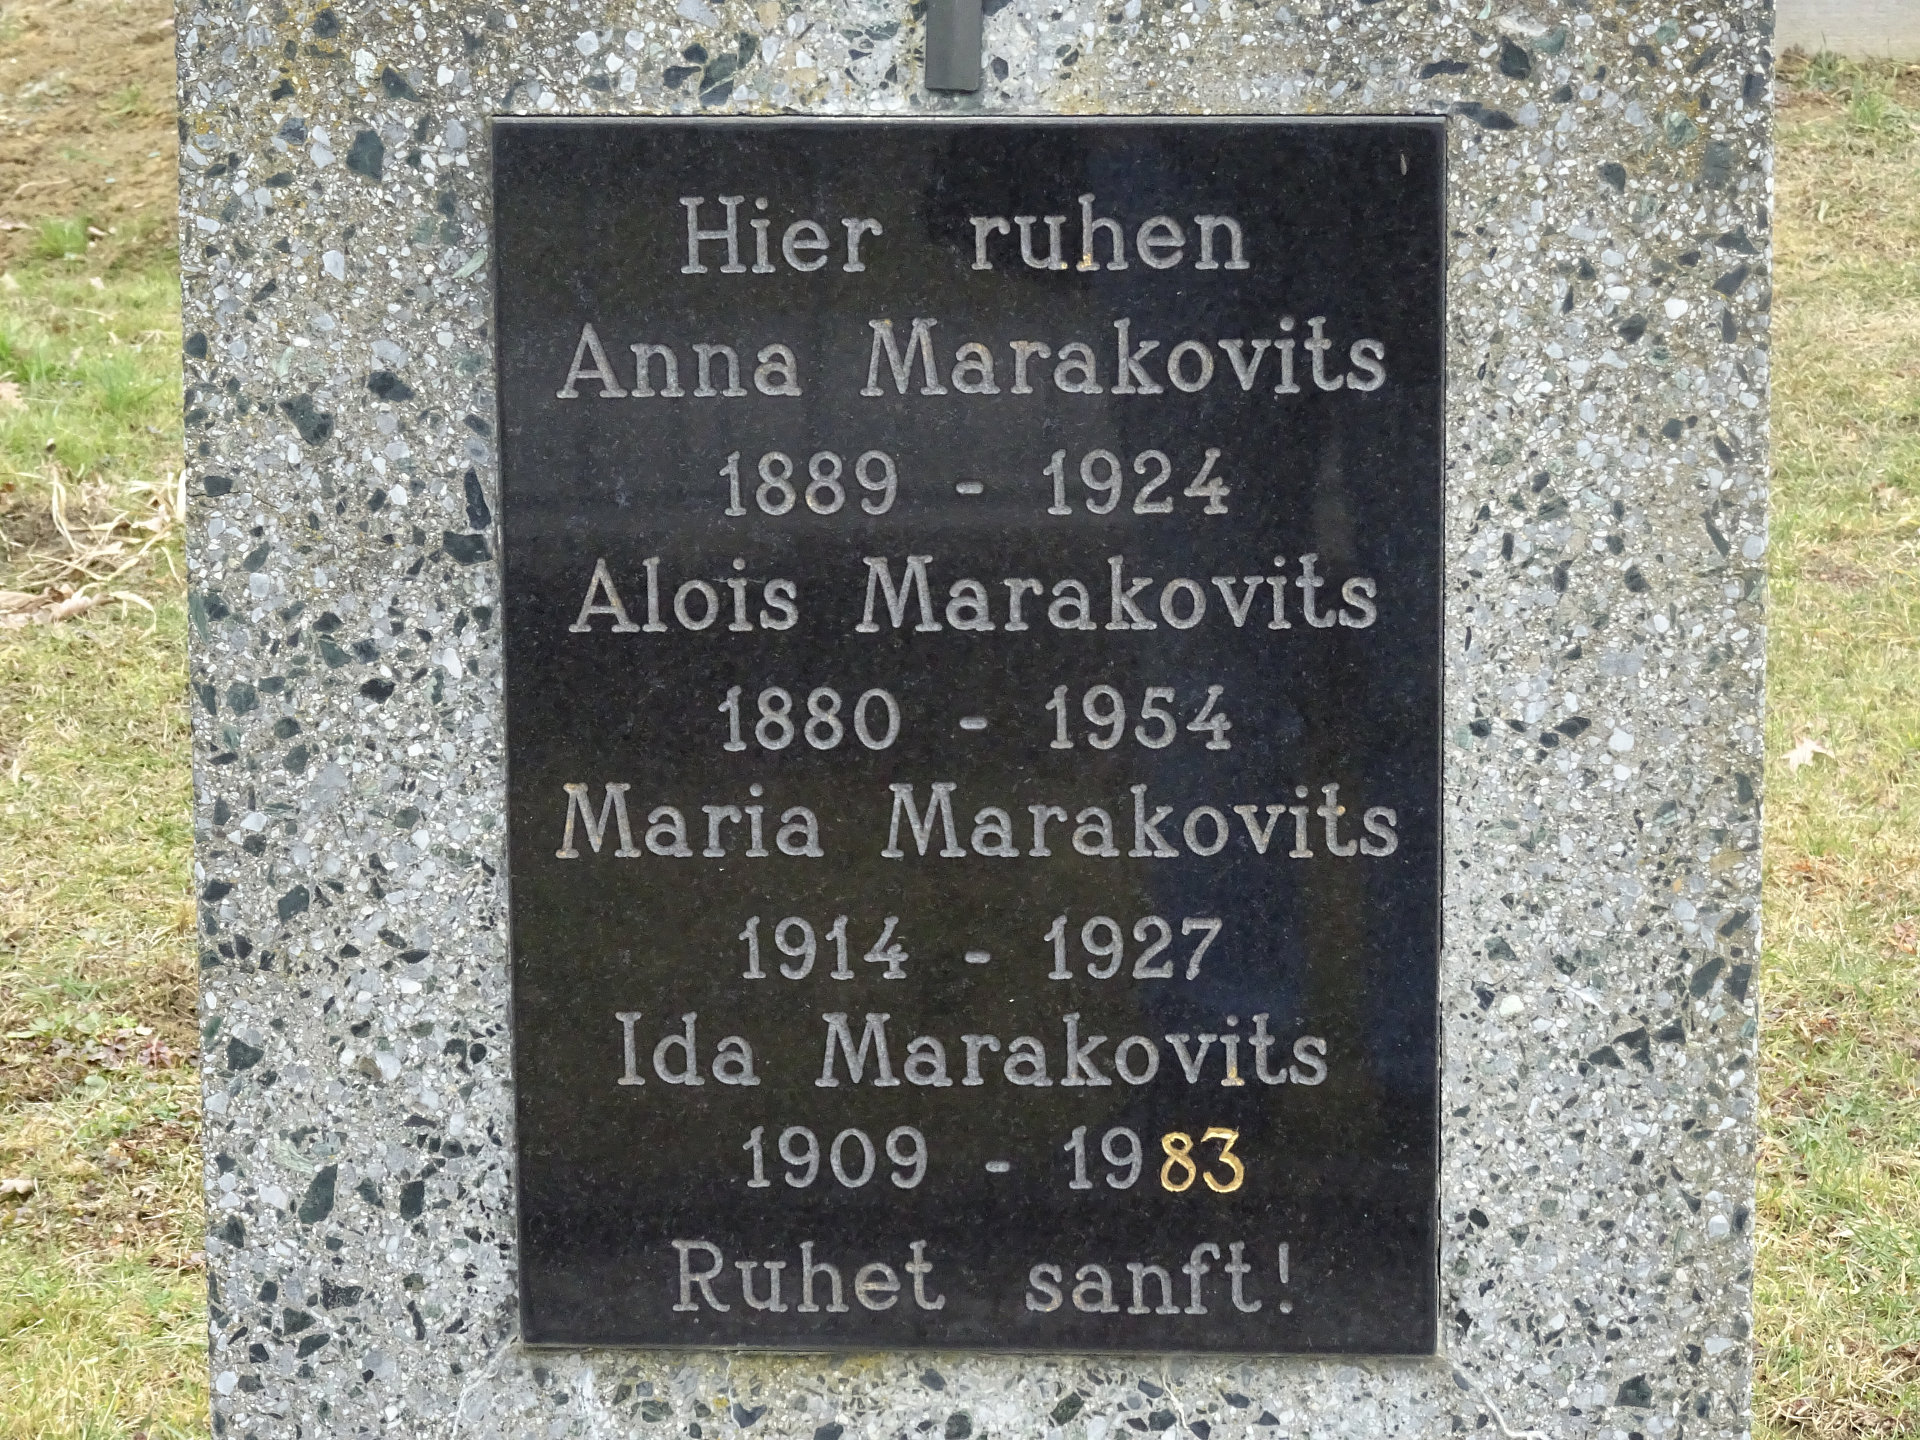 Hier ruhen
Anna Marakovits
1889 - 1924
Alois Marakovits
1880 - 1954
Maria Marakovits
1914 - 1927
Ida Marakovits
1909 - 1983
Ruhet sanft!